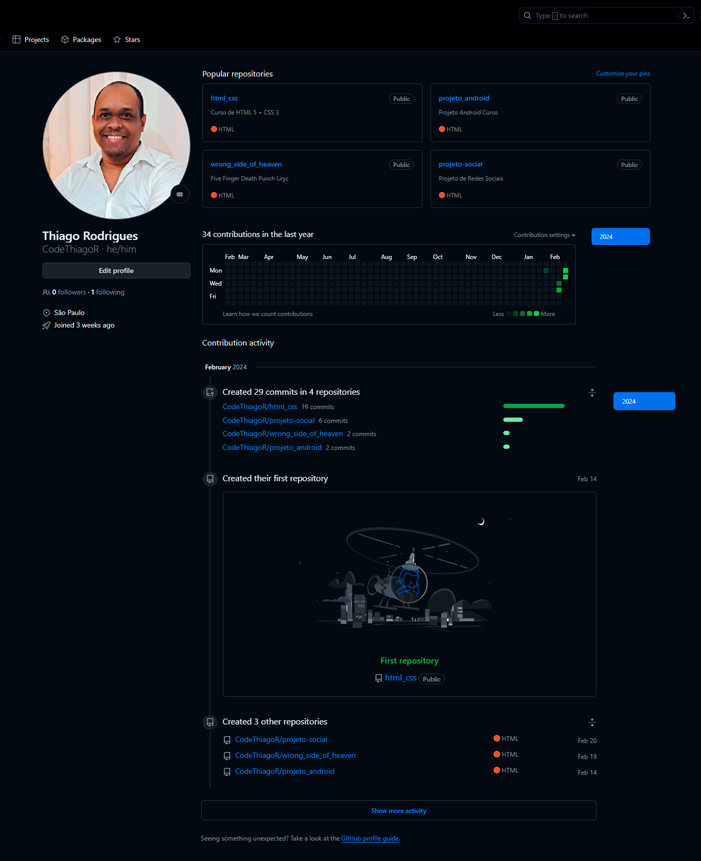 Type / to search
Projects
Packages
Stars
Popular repositories
Customize your pins
html_css
Public
Curso de HTML 5 + CSS 3
HTML
projeto_android
Public
Projeto Android Curso
HTML
wrong_side_of_heaven
Public
Five Finger Death Punch Liryc
HTML
projeto-social
Public
Projeto de Redes Sociais
HTML
Thiago Rodrigues
CodeThiagoR · he/him
Edit profile
0 followers · 1 following
São Paulo
Joined 3 weeks ago
34 contributions in the last year
Contribution settings
2024
Feb Mar Apr May Jun Jul Aug Sep Oct Nov Dec Jan Feb
Mon
Wed
Fri
Learn how we count contributions
Less More
Contribution activity
February 2024
Created 29 commits in 4 repositories
2024
CodeThiagoR/html_css 19 commits
CodeThiagoR/projeto-social 6 commits
CodeThiagoR/wrong_side_of_heaven 2 commits
CodeThiagoR/projeto_android 2 commits
Created their first repository
Feb 14
First repository
html_css Public
Created 3 other repositories
CodeThiagoR/projeto-social HTML Feb 20
CodeThiagoR/wrong_side_of_heaven HTML Feb 19
CodeThiagoR/projeto_android HTML Feb 14
Show more activity
Seeing something unexpected? Take a look at the GitHub profile guide.